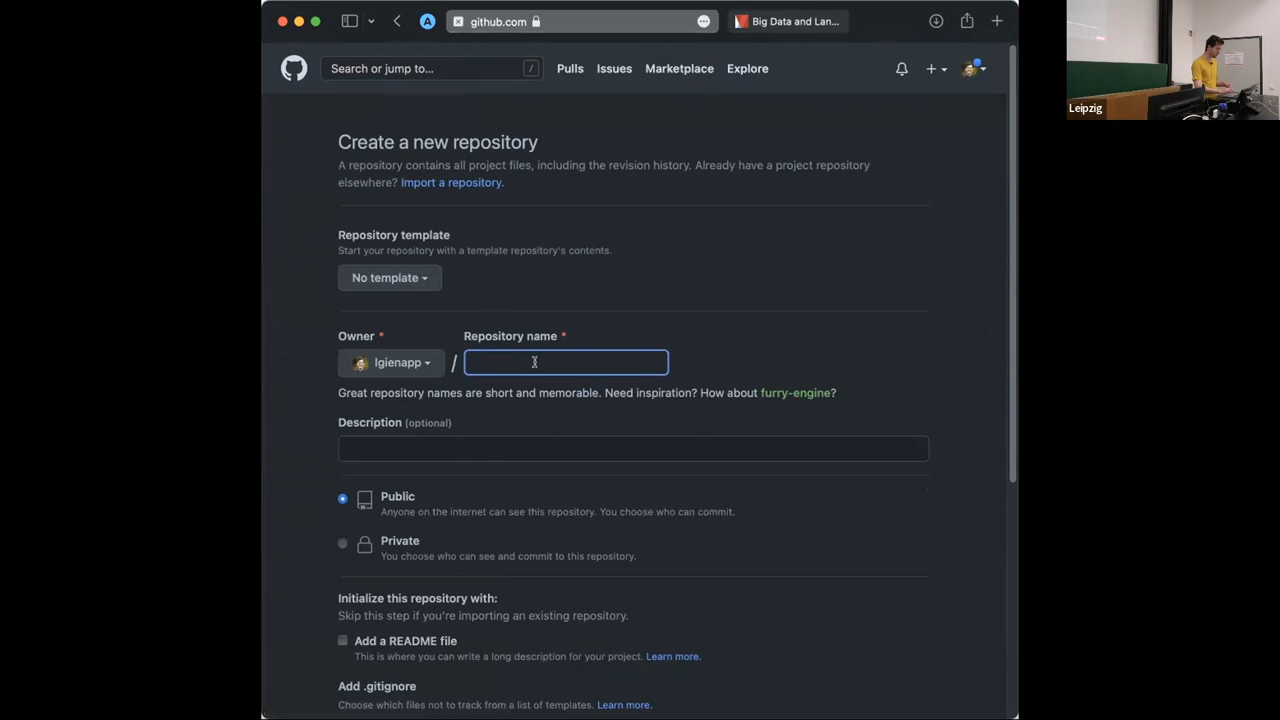 github.com
Big Data and Lan...
Search or jump to...
/
Pulls
Issues
Marketplace
Explore
Leipzig
Create a new repository
A repository contains all project files, including the revision history. Already have a project repository
elsewhere? Import a repository.
Repository template
Start your repository with a template repository's contents.
No template
Owner *
Repository name *
lgienapp
/
Great repository names are short and memorable. Need inspiration? How about furry-engine?
Description (optional)
Public
Anyone on the internet can see this repository. You choose who can commit.
Private
You choose who can see and commit to this repository.
Initialize this repository with:
Skip this step if you're importing an existing repository.
Add a README file
This is where you can write a long description for your project. Learn more.
Add .gitignore
Choose which files not to track from a list of templates. Learn more.